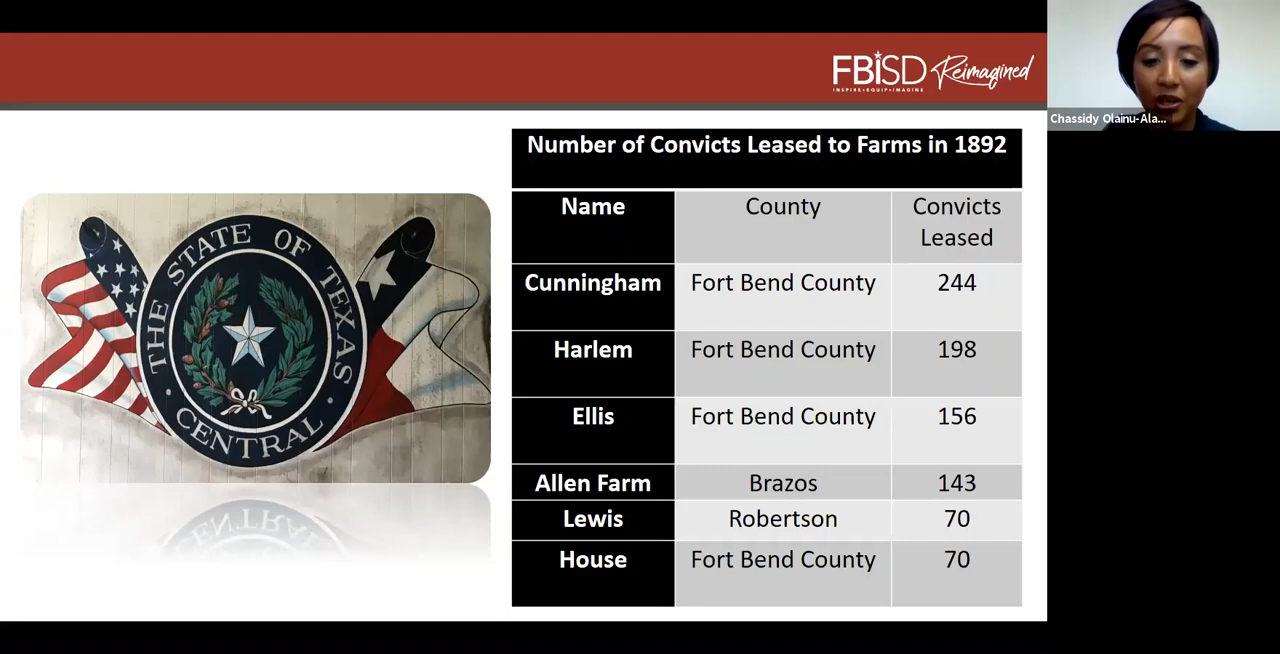 FBISD Reimagined
INSPIRE•EQUIP•IMAGINE
Chassidy Olainu-Ala...
THE STATE OF TEXAS
• CENTRAL •
CENTRAL
Number of Convicts Leased to Farms in 1892
Name County Convicts
Leased
Cunningham Fort Bend County 244
Harlem Fort Bend County 198
Ellis Fort Bend County 156
Allen Farm Brazos 143
Lewis Robertson 70
House Fort Bend County 70